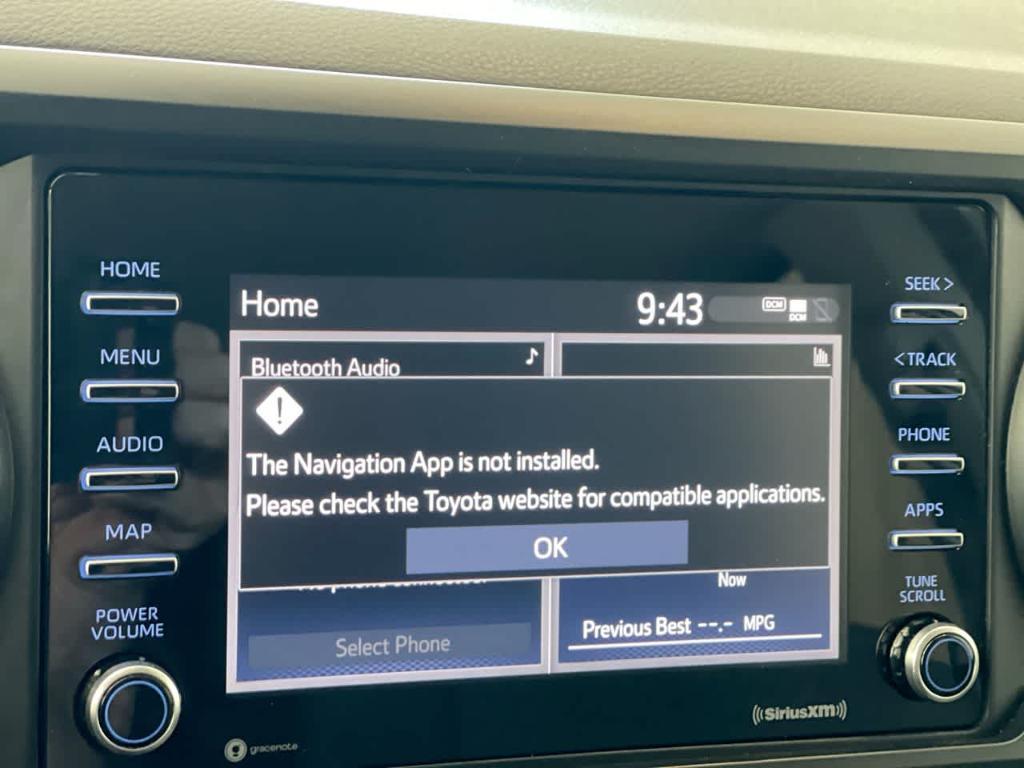 HOME
MENU
AUDIO
MAP
POWER
VOLUME
Home
9:43
DCM
DCM
Bluetooth Audio
The Navigation App is not installed.
Please check the Toyota website for compatible applications.
OK
Select Phone
Now
Previous Best --.- MPG
SEEK >
< TRACK
PHONE
APPS
TUNE
SCROLL
gracenote
SiriusXM